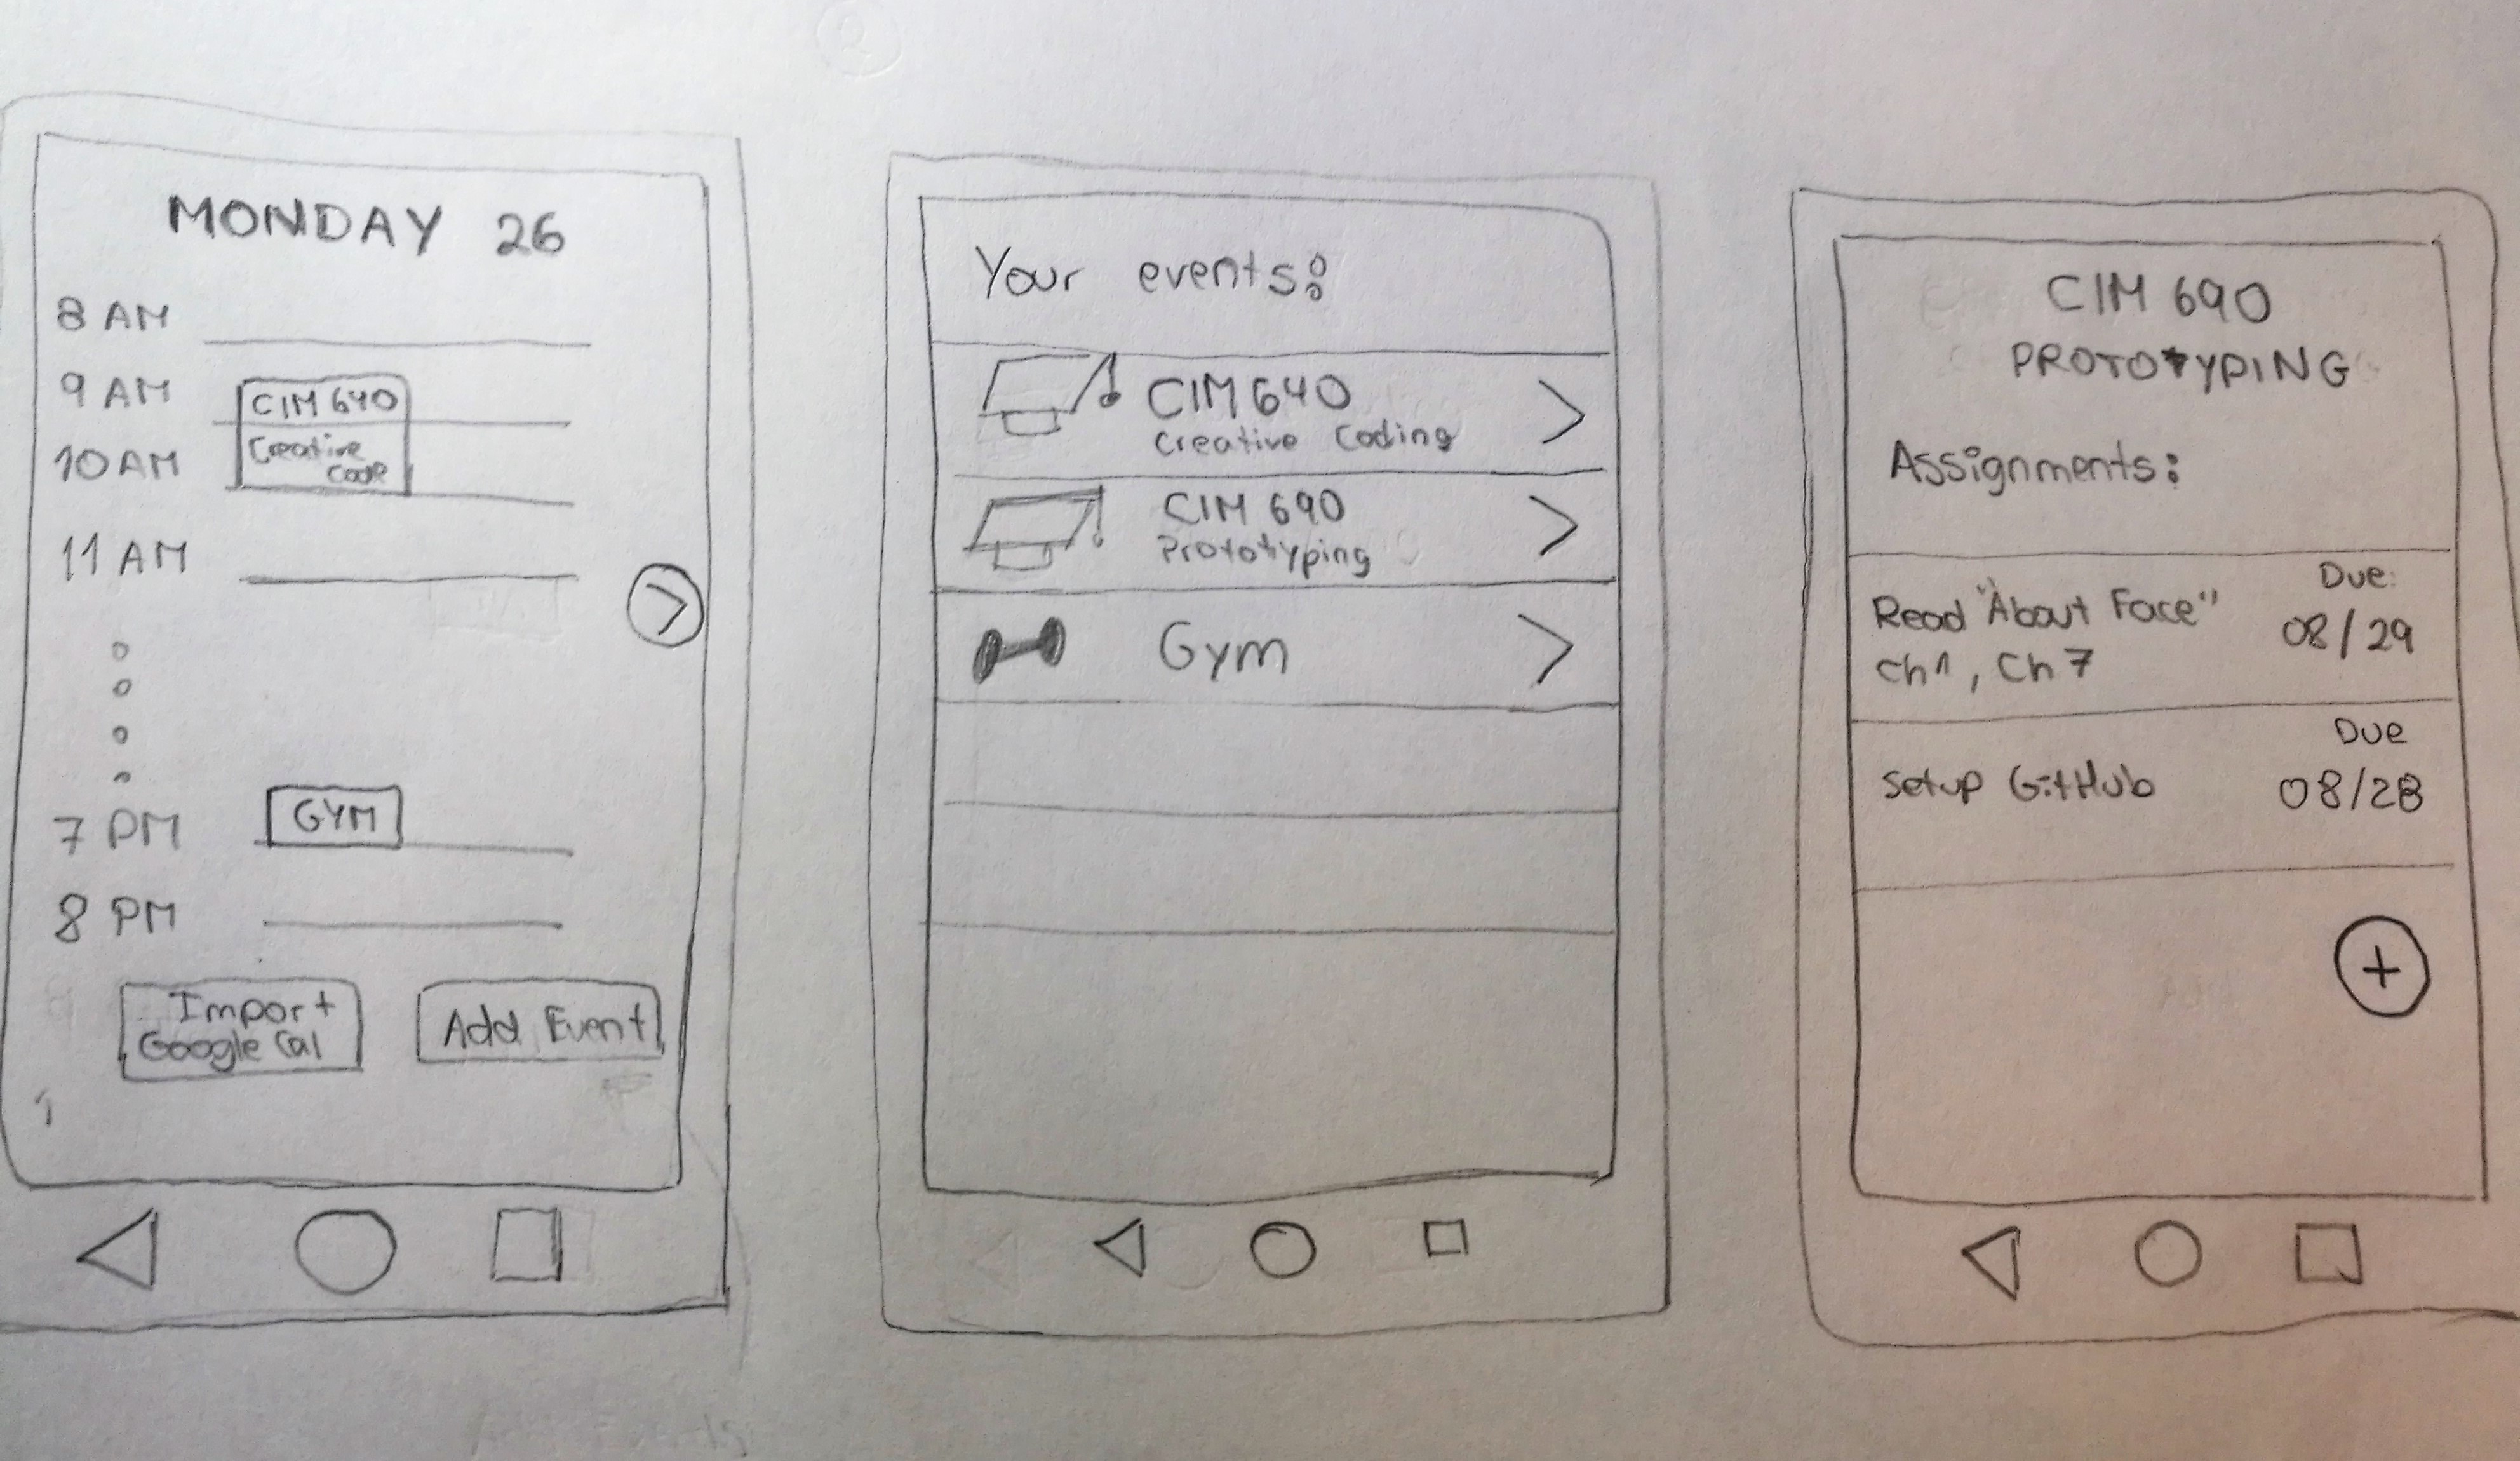 MONDAY 26
8 AM
9 AM
CIM 640
10 AM
Creative
Code
11 AM
7 PM
GYM
8 PM
Import
Google Cal
Add Event
Your events:
CIM 640
Creative Coding
CIM 690
Prototyping
Gym
CIM 690
PROTOTYPING
Assignments:
Read "About Face"
Ch1, Ch 7
Due:
08/29
Setup GitHub
Due
08/28